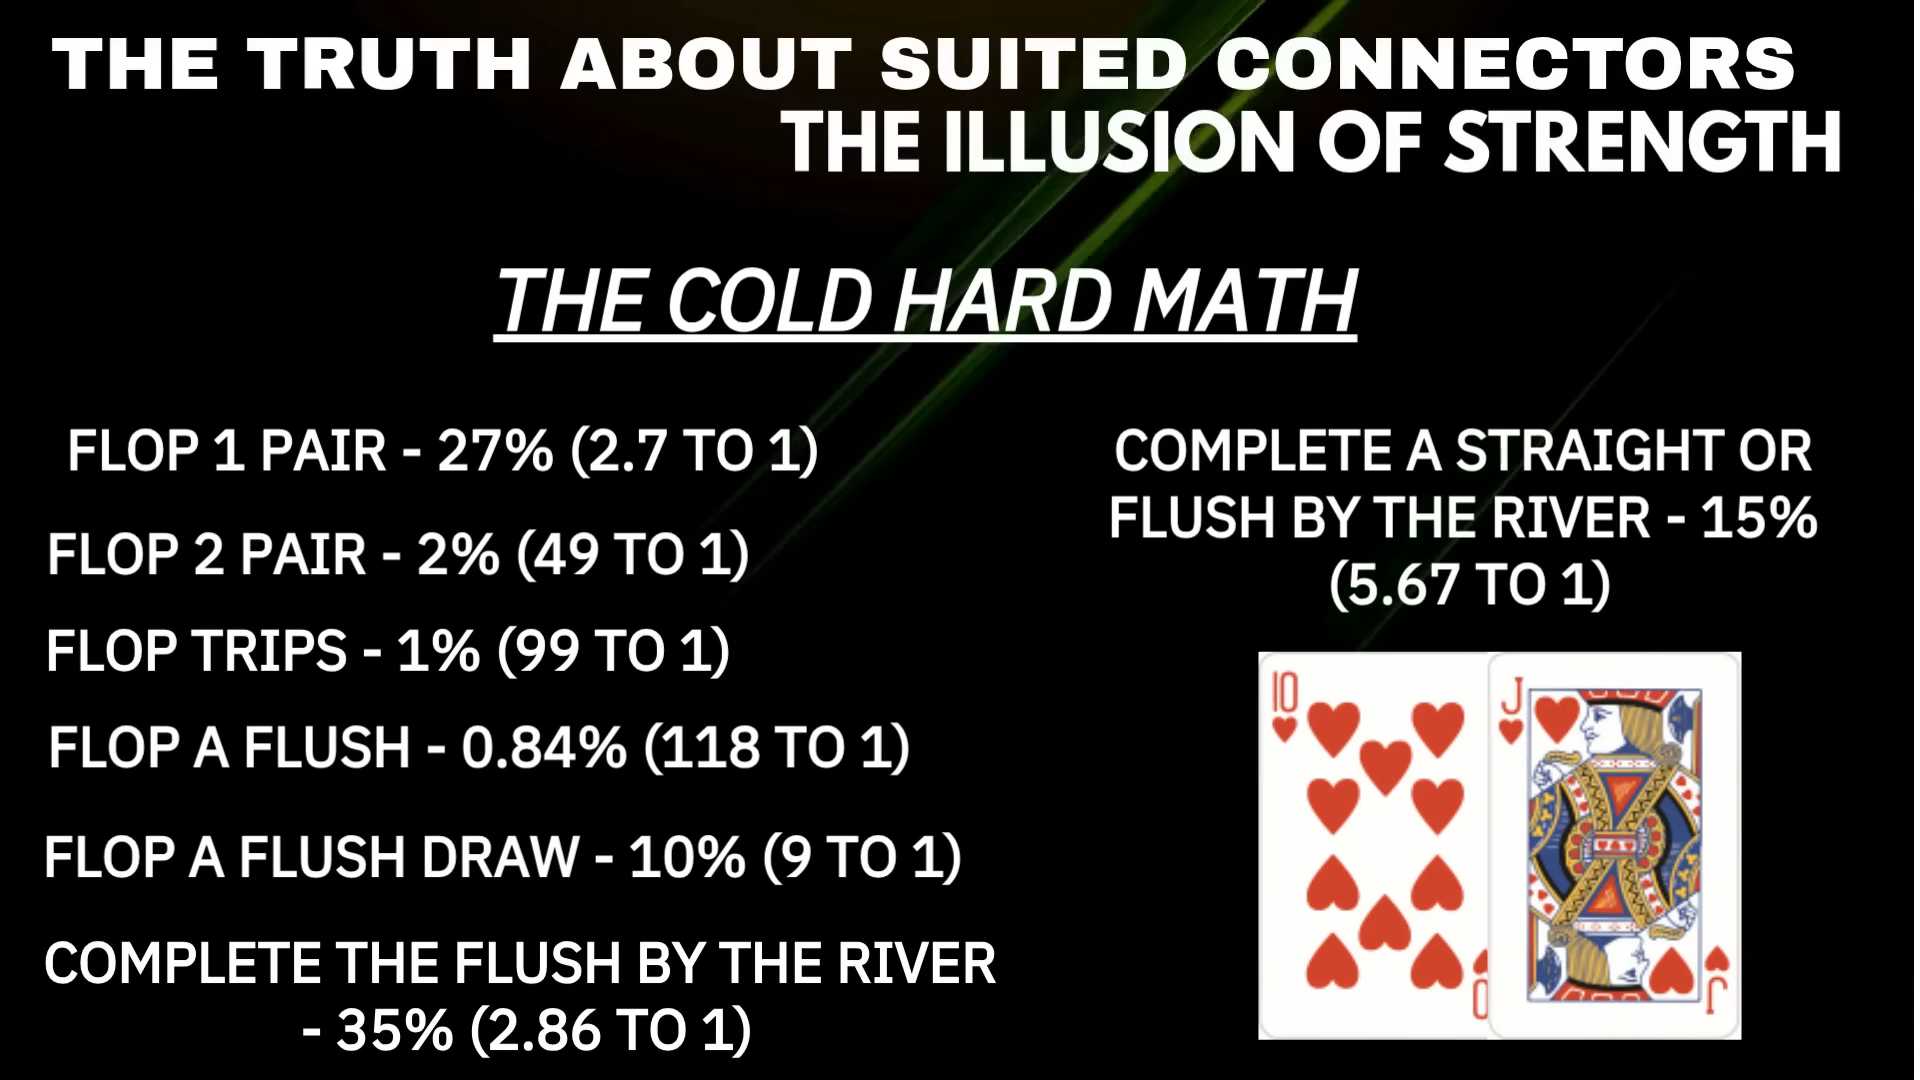 THE TRUTH ABOUT SUITED CONNECTORS
THE ILLUSION OF STRENGTH
THE COLD HARD MATH
FLOP 1 PAIR - 27% (2.7 TO 1)
FLOP 2 PAIR - 2% (49 TO 1)
FLOP TRIPS - 1% (99 TO 1)
FLOP A FLUSH - 0.84% (118 TO 1)
FLOP A FLUSH DRAW - 10% (9 TO 1)
COMPLETE THE FLUSH BY THE RIVER
- 35% (2.86 TO 1)
COMPLETE A STRAIGHT OR
FLUSH BY THE RIVER - 15%
(5.67 TO 1)
10
J
0
J